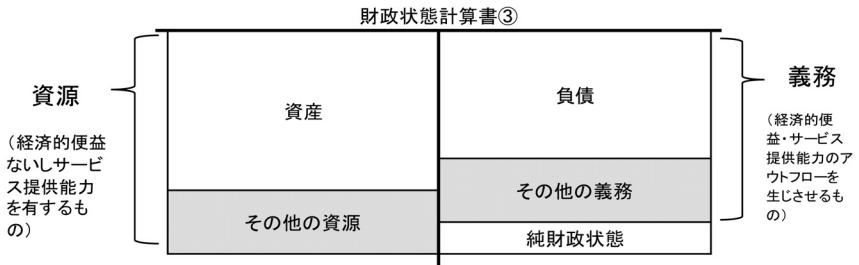 財政状態計算書③
資源
（経済的便益
ないしサービ
ス提供能力
を有するも
の）
資産
その他の資源
負債
その他の義務
純財政状態
義務
（経済的便
益・サービス
提供能力のア
ウトフローを
生じさせるも
の）